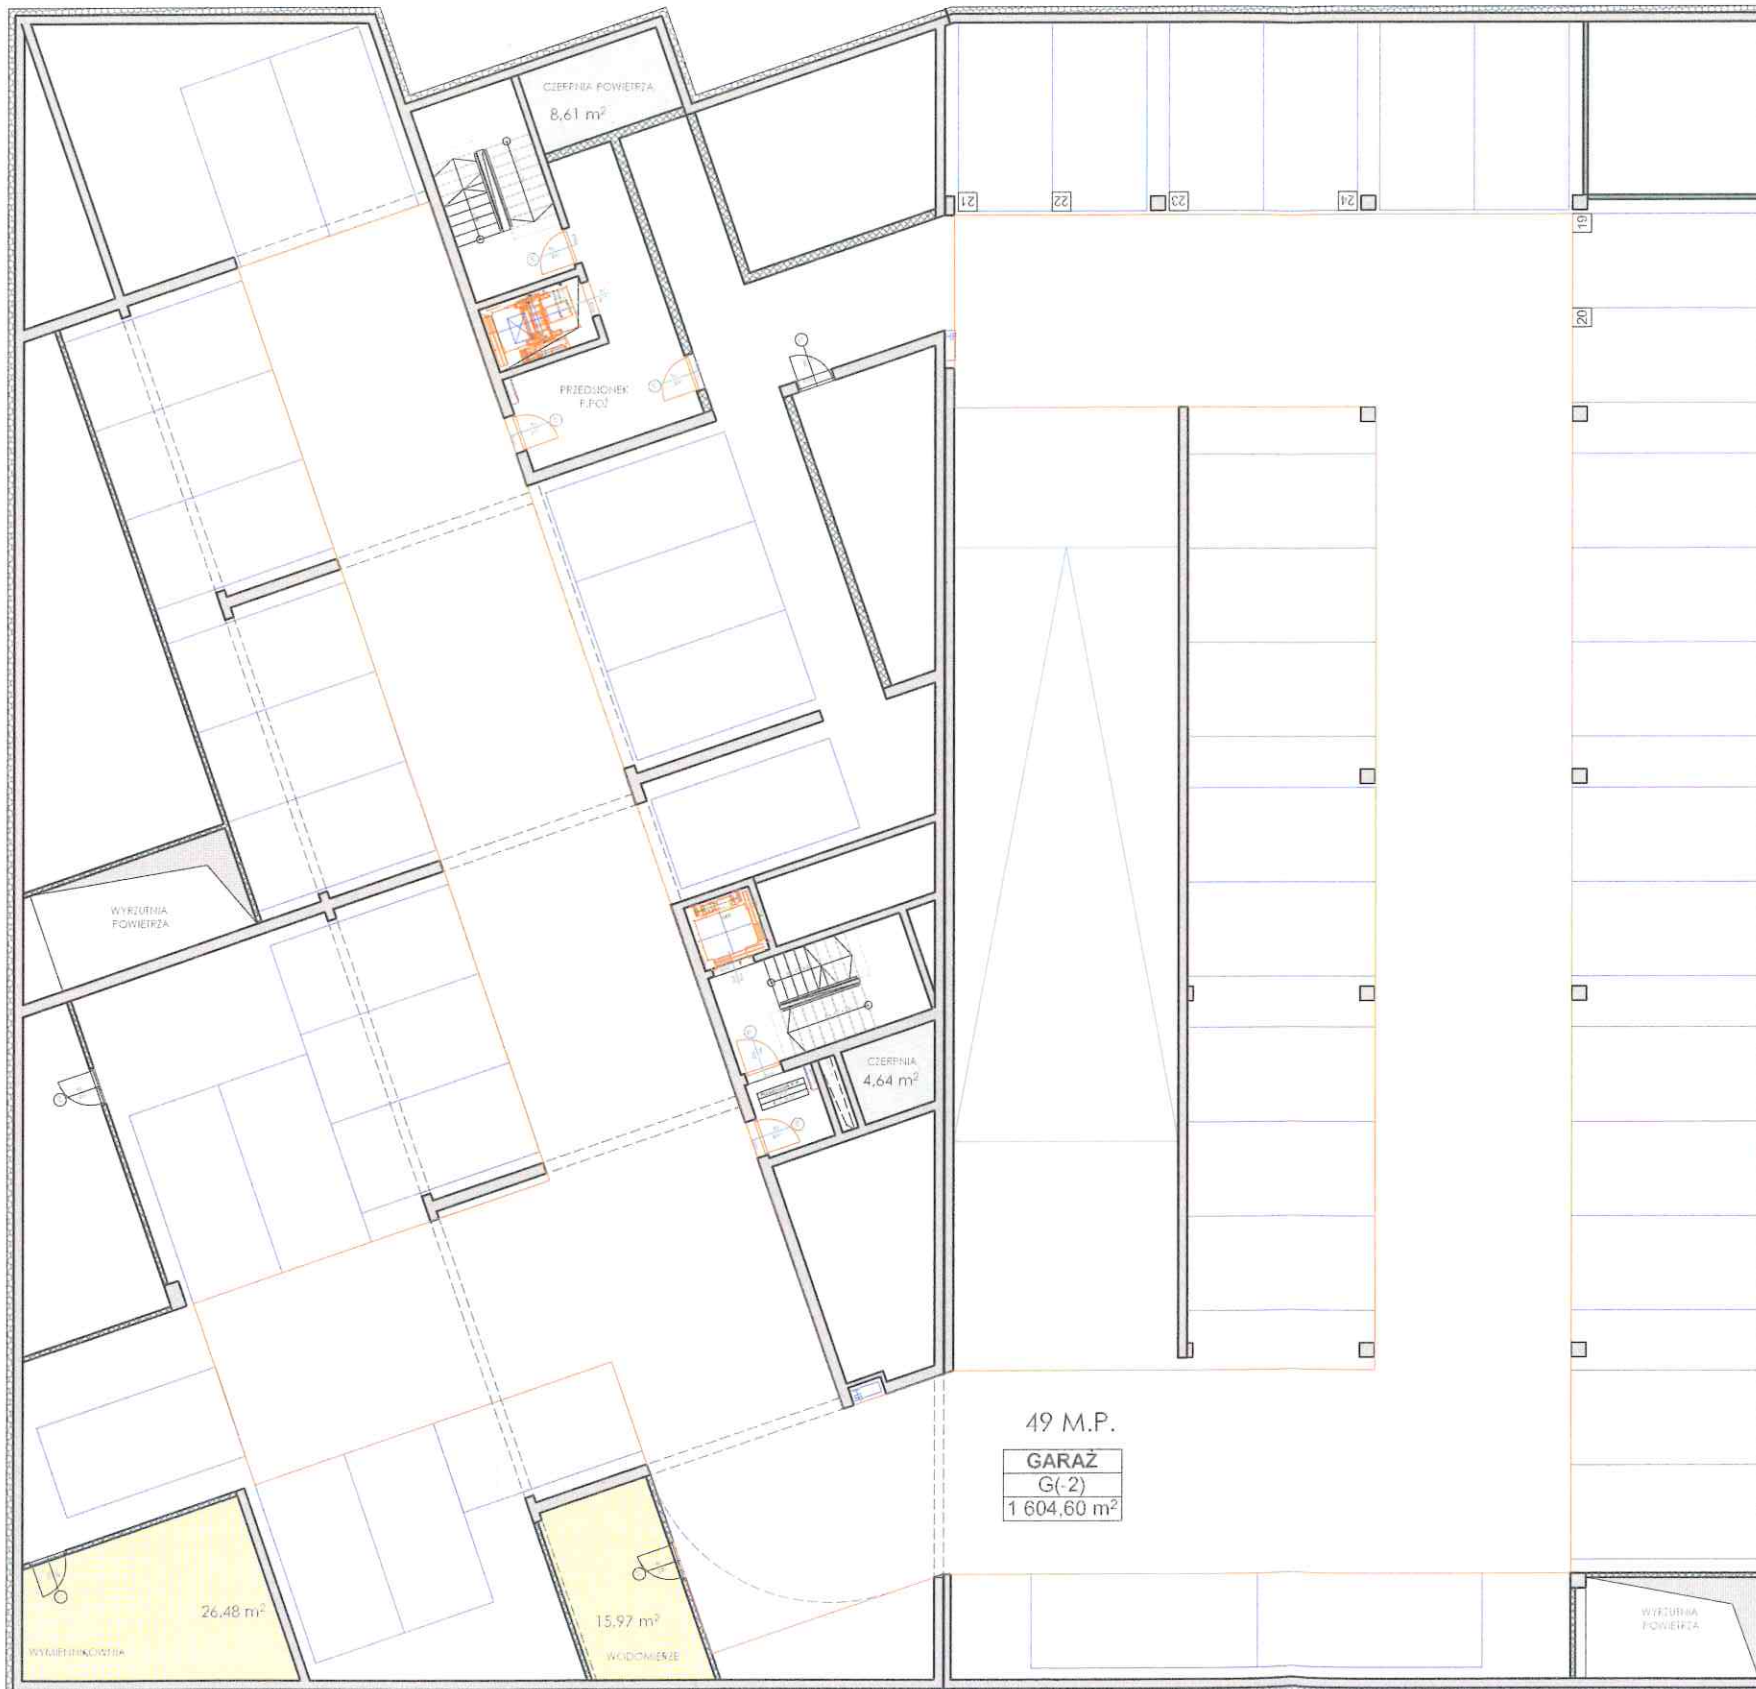 CZERPNIA POWIETRZA
8,61 m²
21
22
23
24
19
20
PRZEDSIONEK
P.POŻ
WYRZUTNIA
POWIETRZA
CZERPNIA
4,64 m²
49 M.P.
GARAŻ
G(-2)
1 604,60 m²
26,48 m²
WYMIENNIKOWNIA
15,97 m²
WODOMIERZE
WYRZUTNIA
POWIETRZA